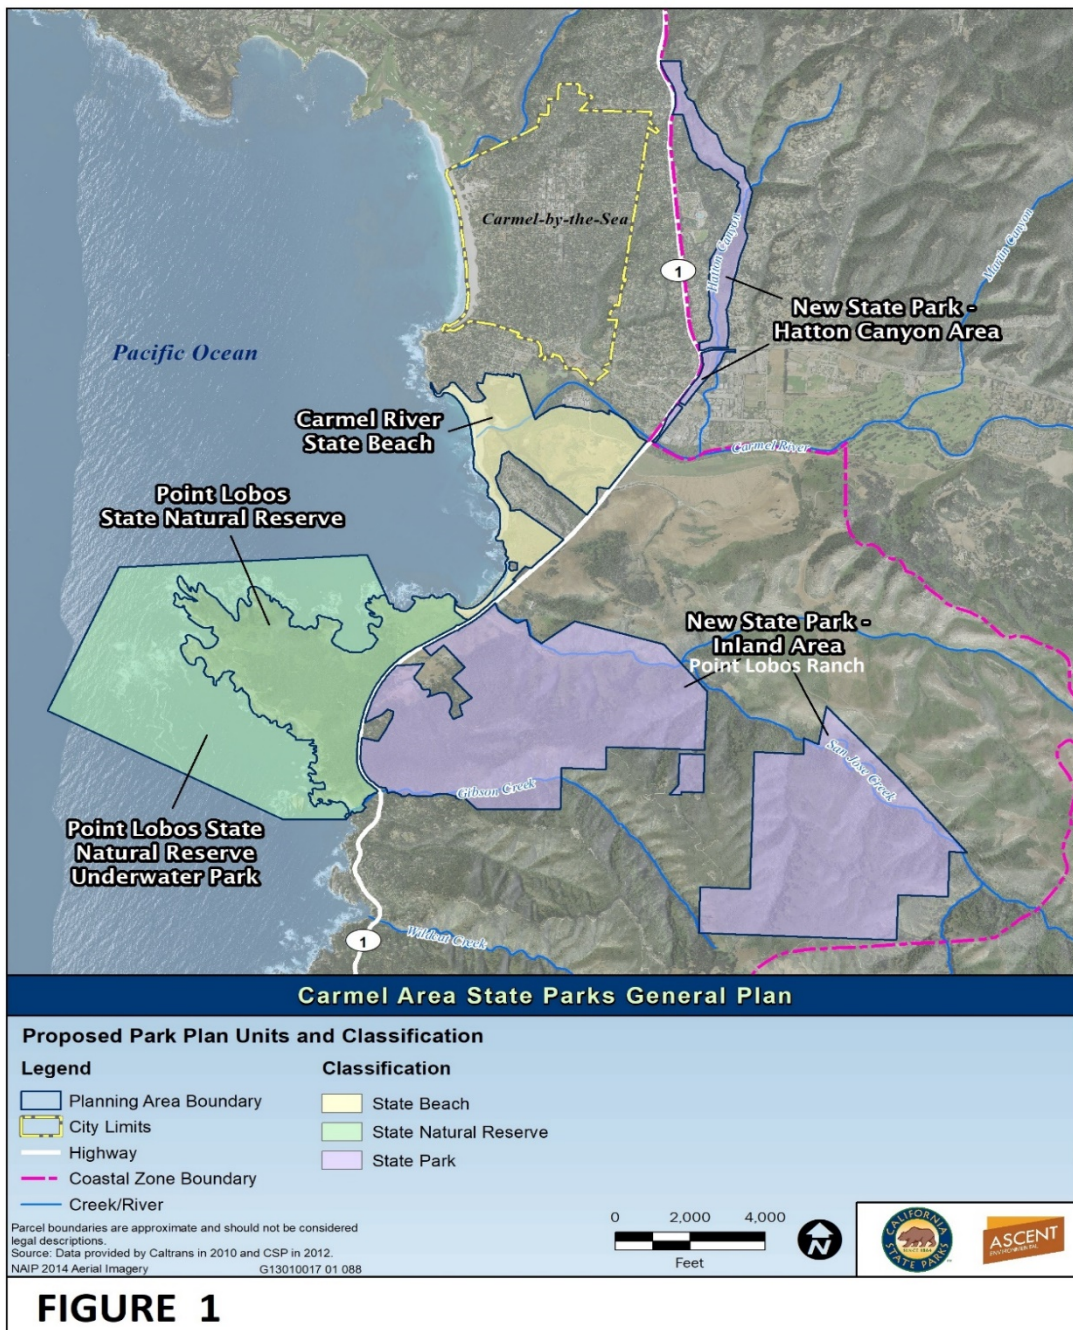 Carmel-by-the-Sea
Hatton Canyon
Martin Canyon
1
New State Park -
Hatton Canyon Area
Pacific Ocean
Carmel River
State Beach
Carmel River
Point Lobos
State Natural Reserve
New State Park -
Inland Area
Point Lobos Ranch
San Jose Creek
Gibson Creek
Point Lobos State
Natural Reserve
Underwater Park
Wildcat Creek
1
Carmel Area State Parks General Plan
Proposed Park Plan Units and Classification
Legend
Planning Area Boundary
City Limits
Highway
Coastal Zone Boundary
Creek/River
Classification
State Beach
State Natural Reserve
State Park
Parcel boundaries are approximate and should not be considered
legal descriptions.
Source: Data provided by Caltrans in 2010 and CSP in 2012.
NAIP 2014 Aerial Imagery G13010017 01 088
0 2,000 4,000
Feet
N
CALIFORNIA
STATE PARKS
SINCE 1864
ASCENT
ENVIRONMENTAL
FIGURE 1